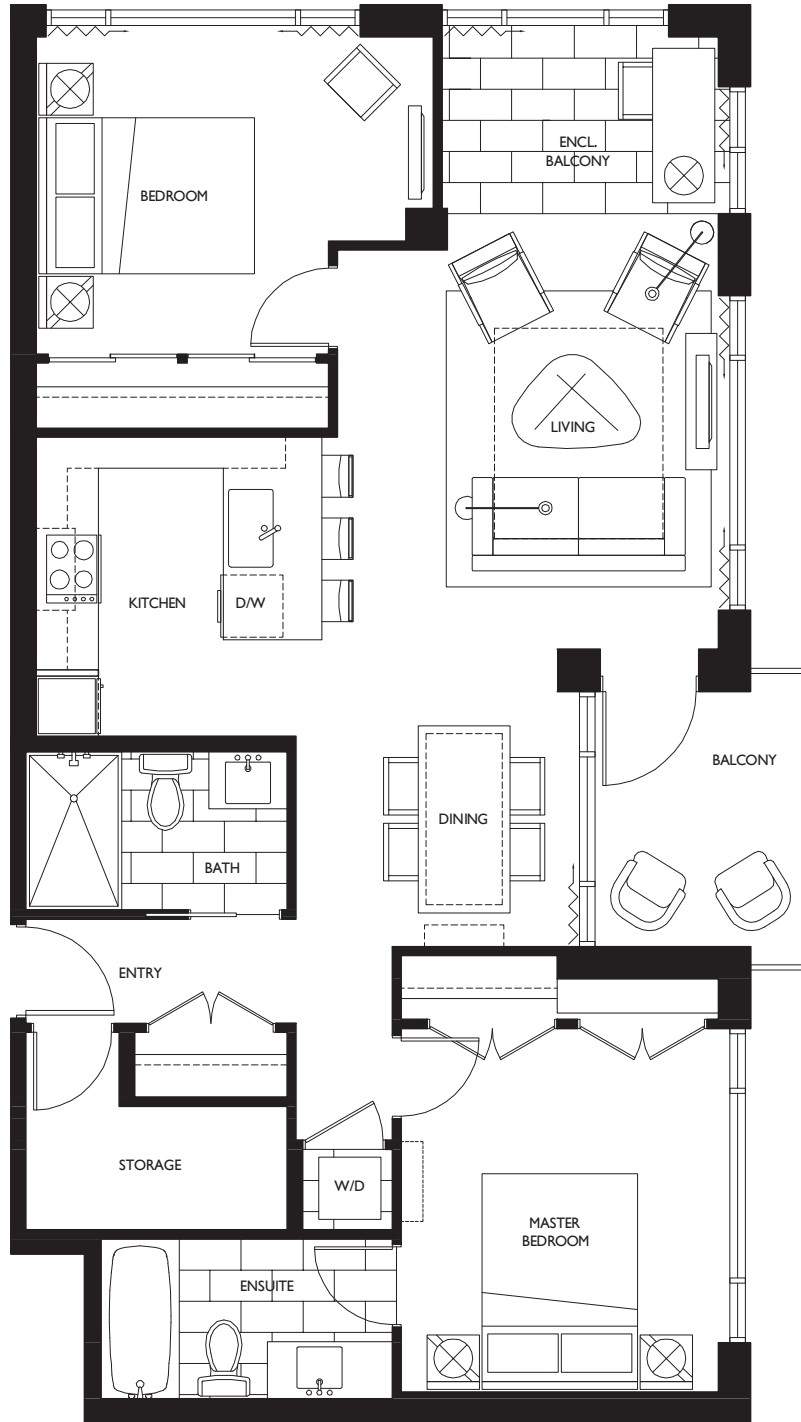 ENCL.
BALCONY
BEDROOM
LIVING
KITCHEN
D/W
BALCONY
DINING
BATH
ENTRY
STORAGE
W/D
MASTER
BEDROOM
ENSUITE